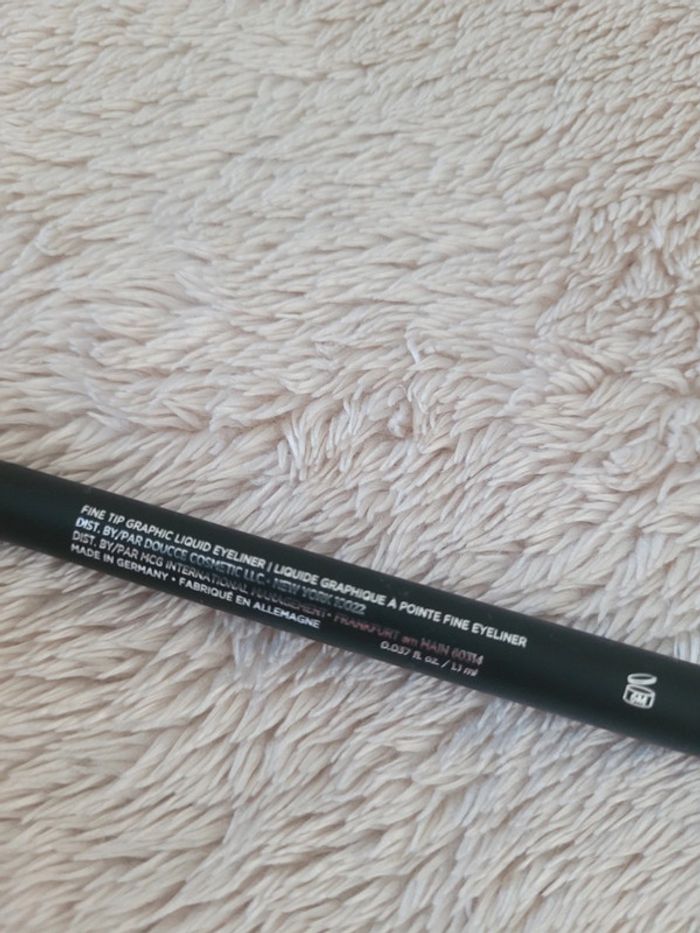 FINE TIP GRAPHIC LIQUID EYELINER | LIQUIDE GRAPHIQUE A POINTE FINE EYELINER
DIST. BY/PAR DOUCCE COSMETIC LLC • NEW YORK 10022
DIST. BY/PAR MCG INTERNATIONAL MANAGEMENT• FRANKFURT am MAIN 60314
MADE IN GERMANY • FABRIQUÉ EN ALLEMAGNE
0.037 fl. oz. / 1.1 ml
6M